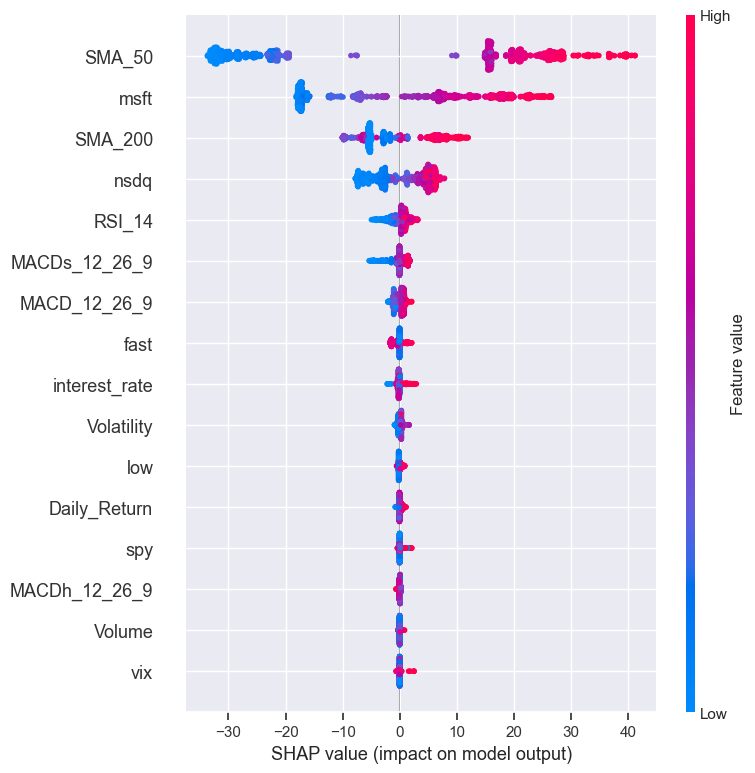 High
SMA_50
msft
SMA_200
nsdq
RSI_14
MACDs_12_26_9
MACD_12_26_9
fast
interest_rate
Volatility
low
Daily_Return
spy
MACDh_12_26_9
Volume
vix
Feature value
Low
−30 −20 −10 0 10 20 30 40
SHAP value (impact on model output)